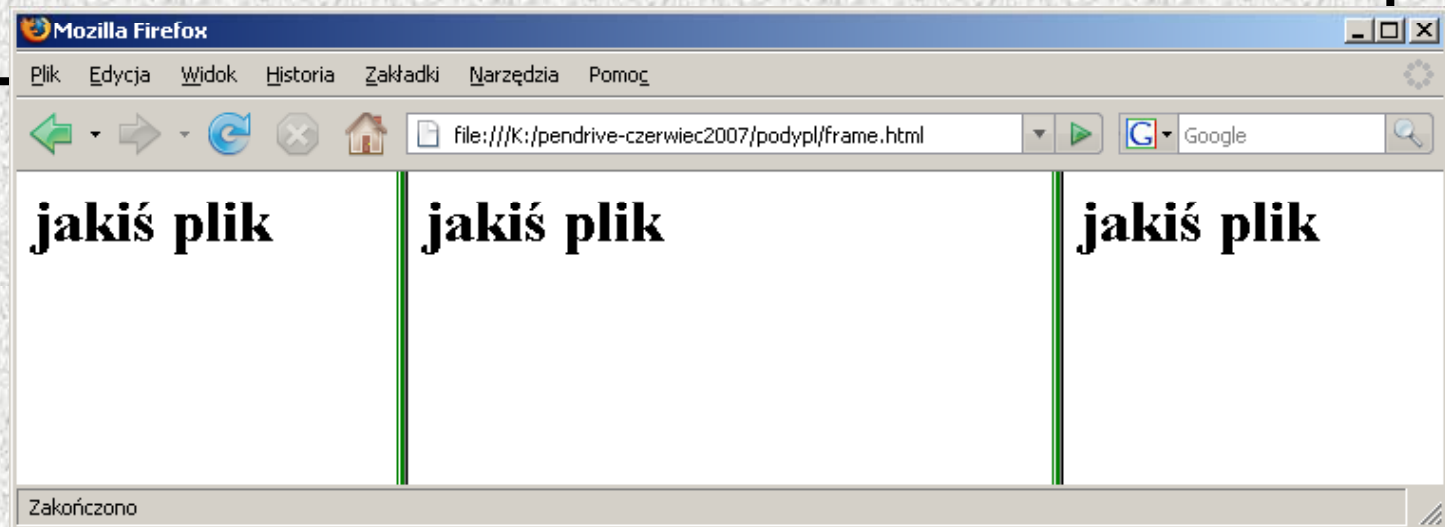 Mozilla Firefox
Plik Edycja Widok Historia Zakładki Narzędzia Pomoc
file:///K:/pendrive-czerwiec2007/podypl/frame.html G Google
jakiś plik jakiś plik jakiś plik
Zakończono